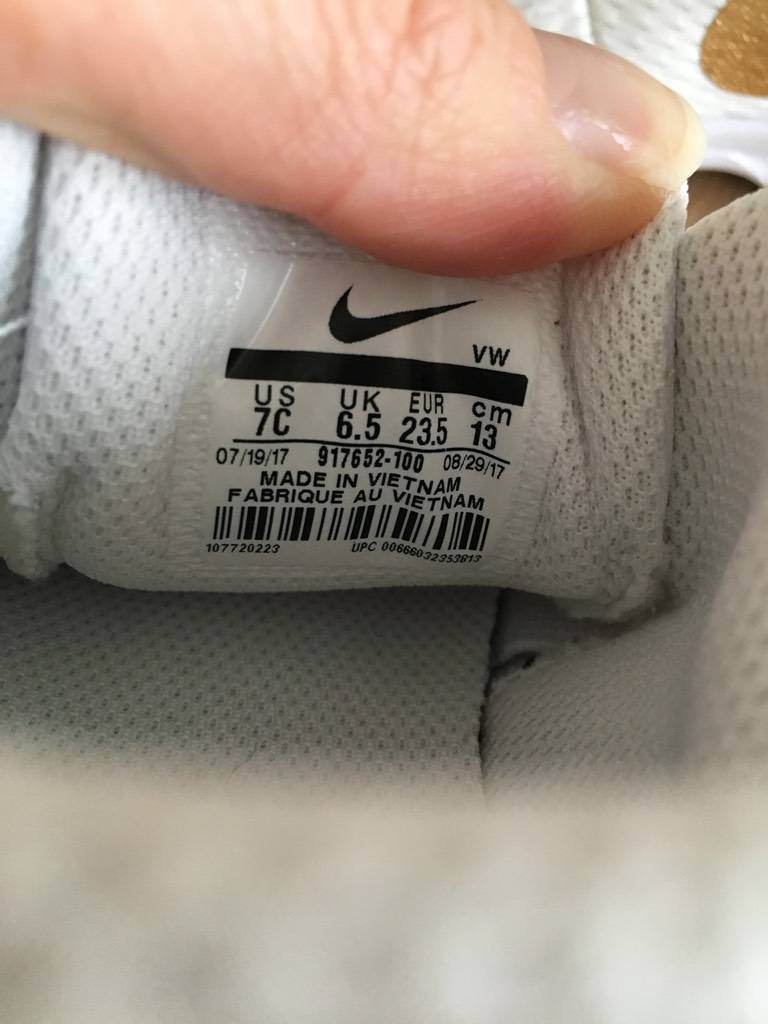 VW
US UK EUR cm
7C 6.5 23.5 13
07/19/17 917652-100 08/29/17
MADE IN VIETNAM
FABRIQUE AU VIETNAM
107720223 UPC 00666032353813